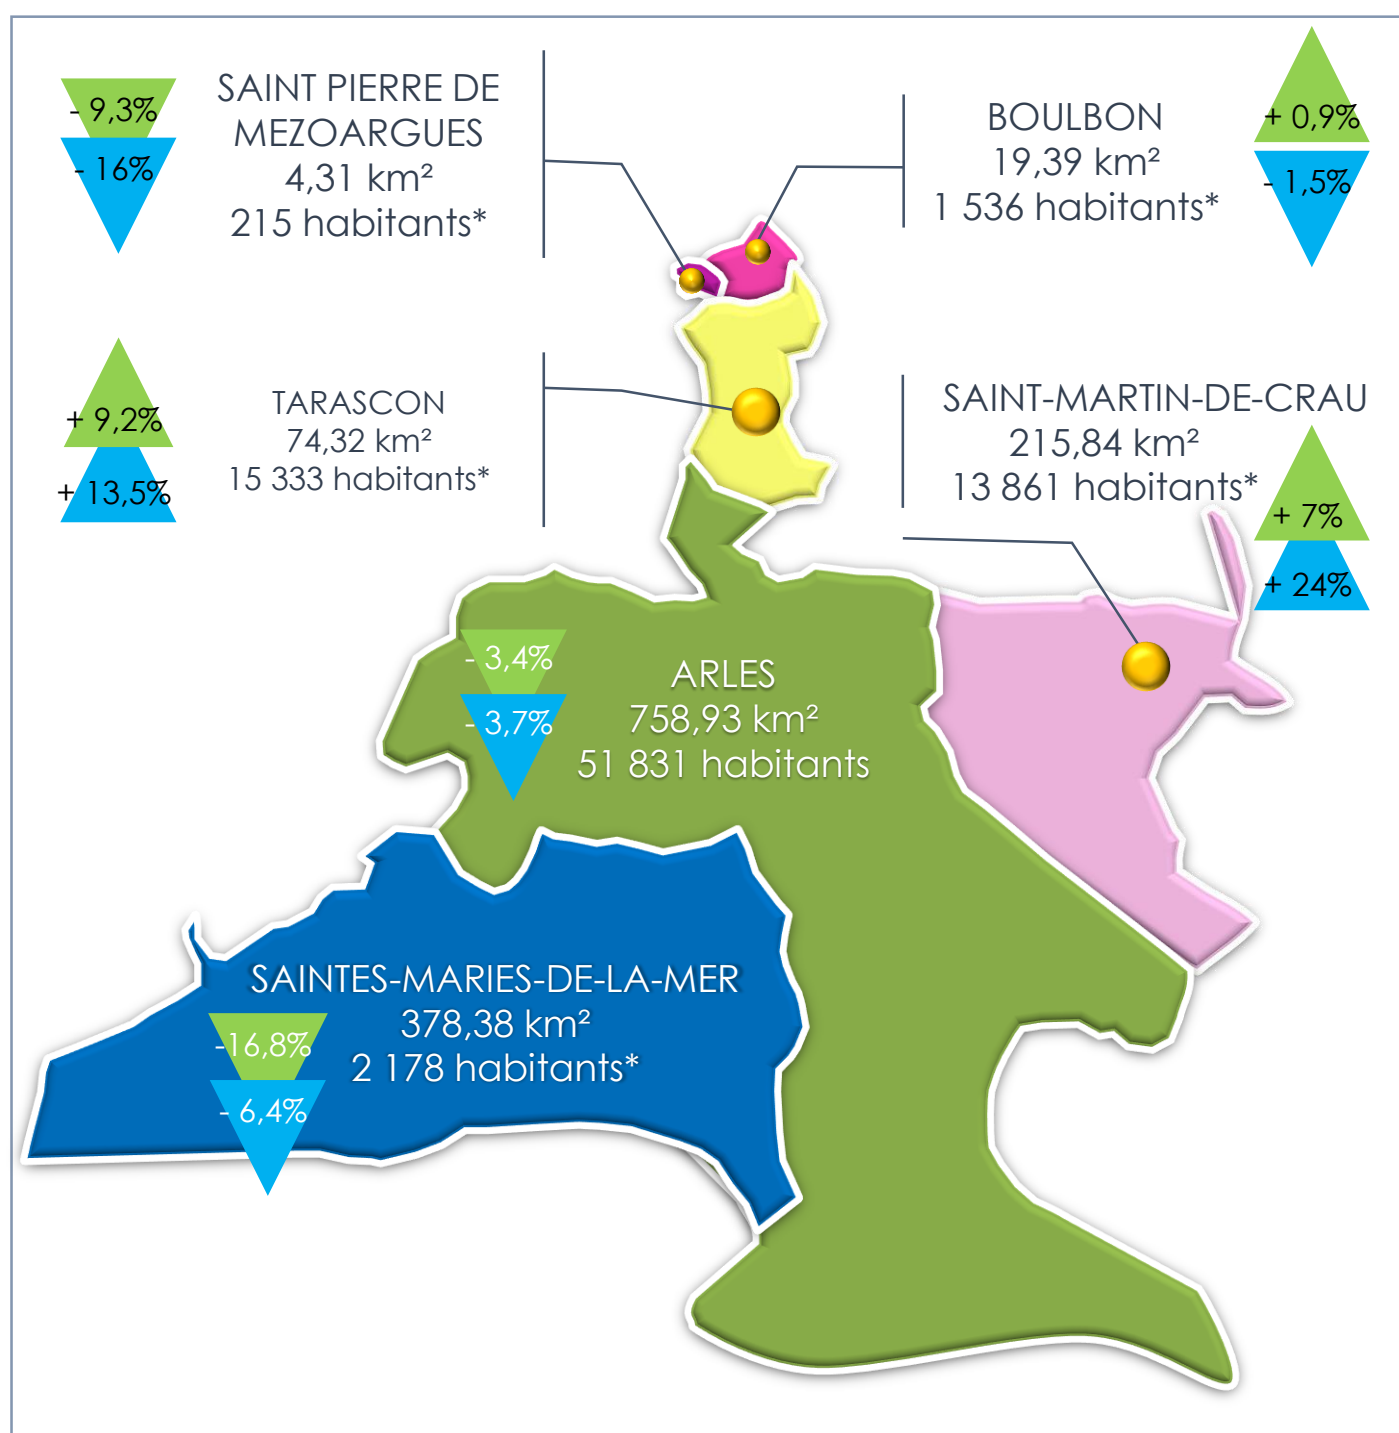 - 9,3%
- 16%
SAINT PIERRE DE
MEZOARGUES
4,31 km²
215 habitants*
BOULBON
19,39 km²
1 536 habitants*
+ 0,9%
- 1,5%
+ 9,2%
+ 13,5%
TARASCON
74,32 km²
15 333 habitants*
SAINT-MARTIN-DE-CRAU
215,84 km²
13 861 habitants*
+ 7%
+ 24%
- 3,4%
- 3,7%
ARLES
758,93 km²
51 831 habitants
SAINTES-MARIES-DE-LA-MER
378,38 km²
2 178 habitants*
-16,8%
- 6,4%